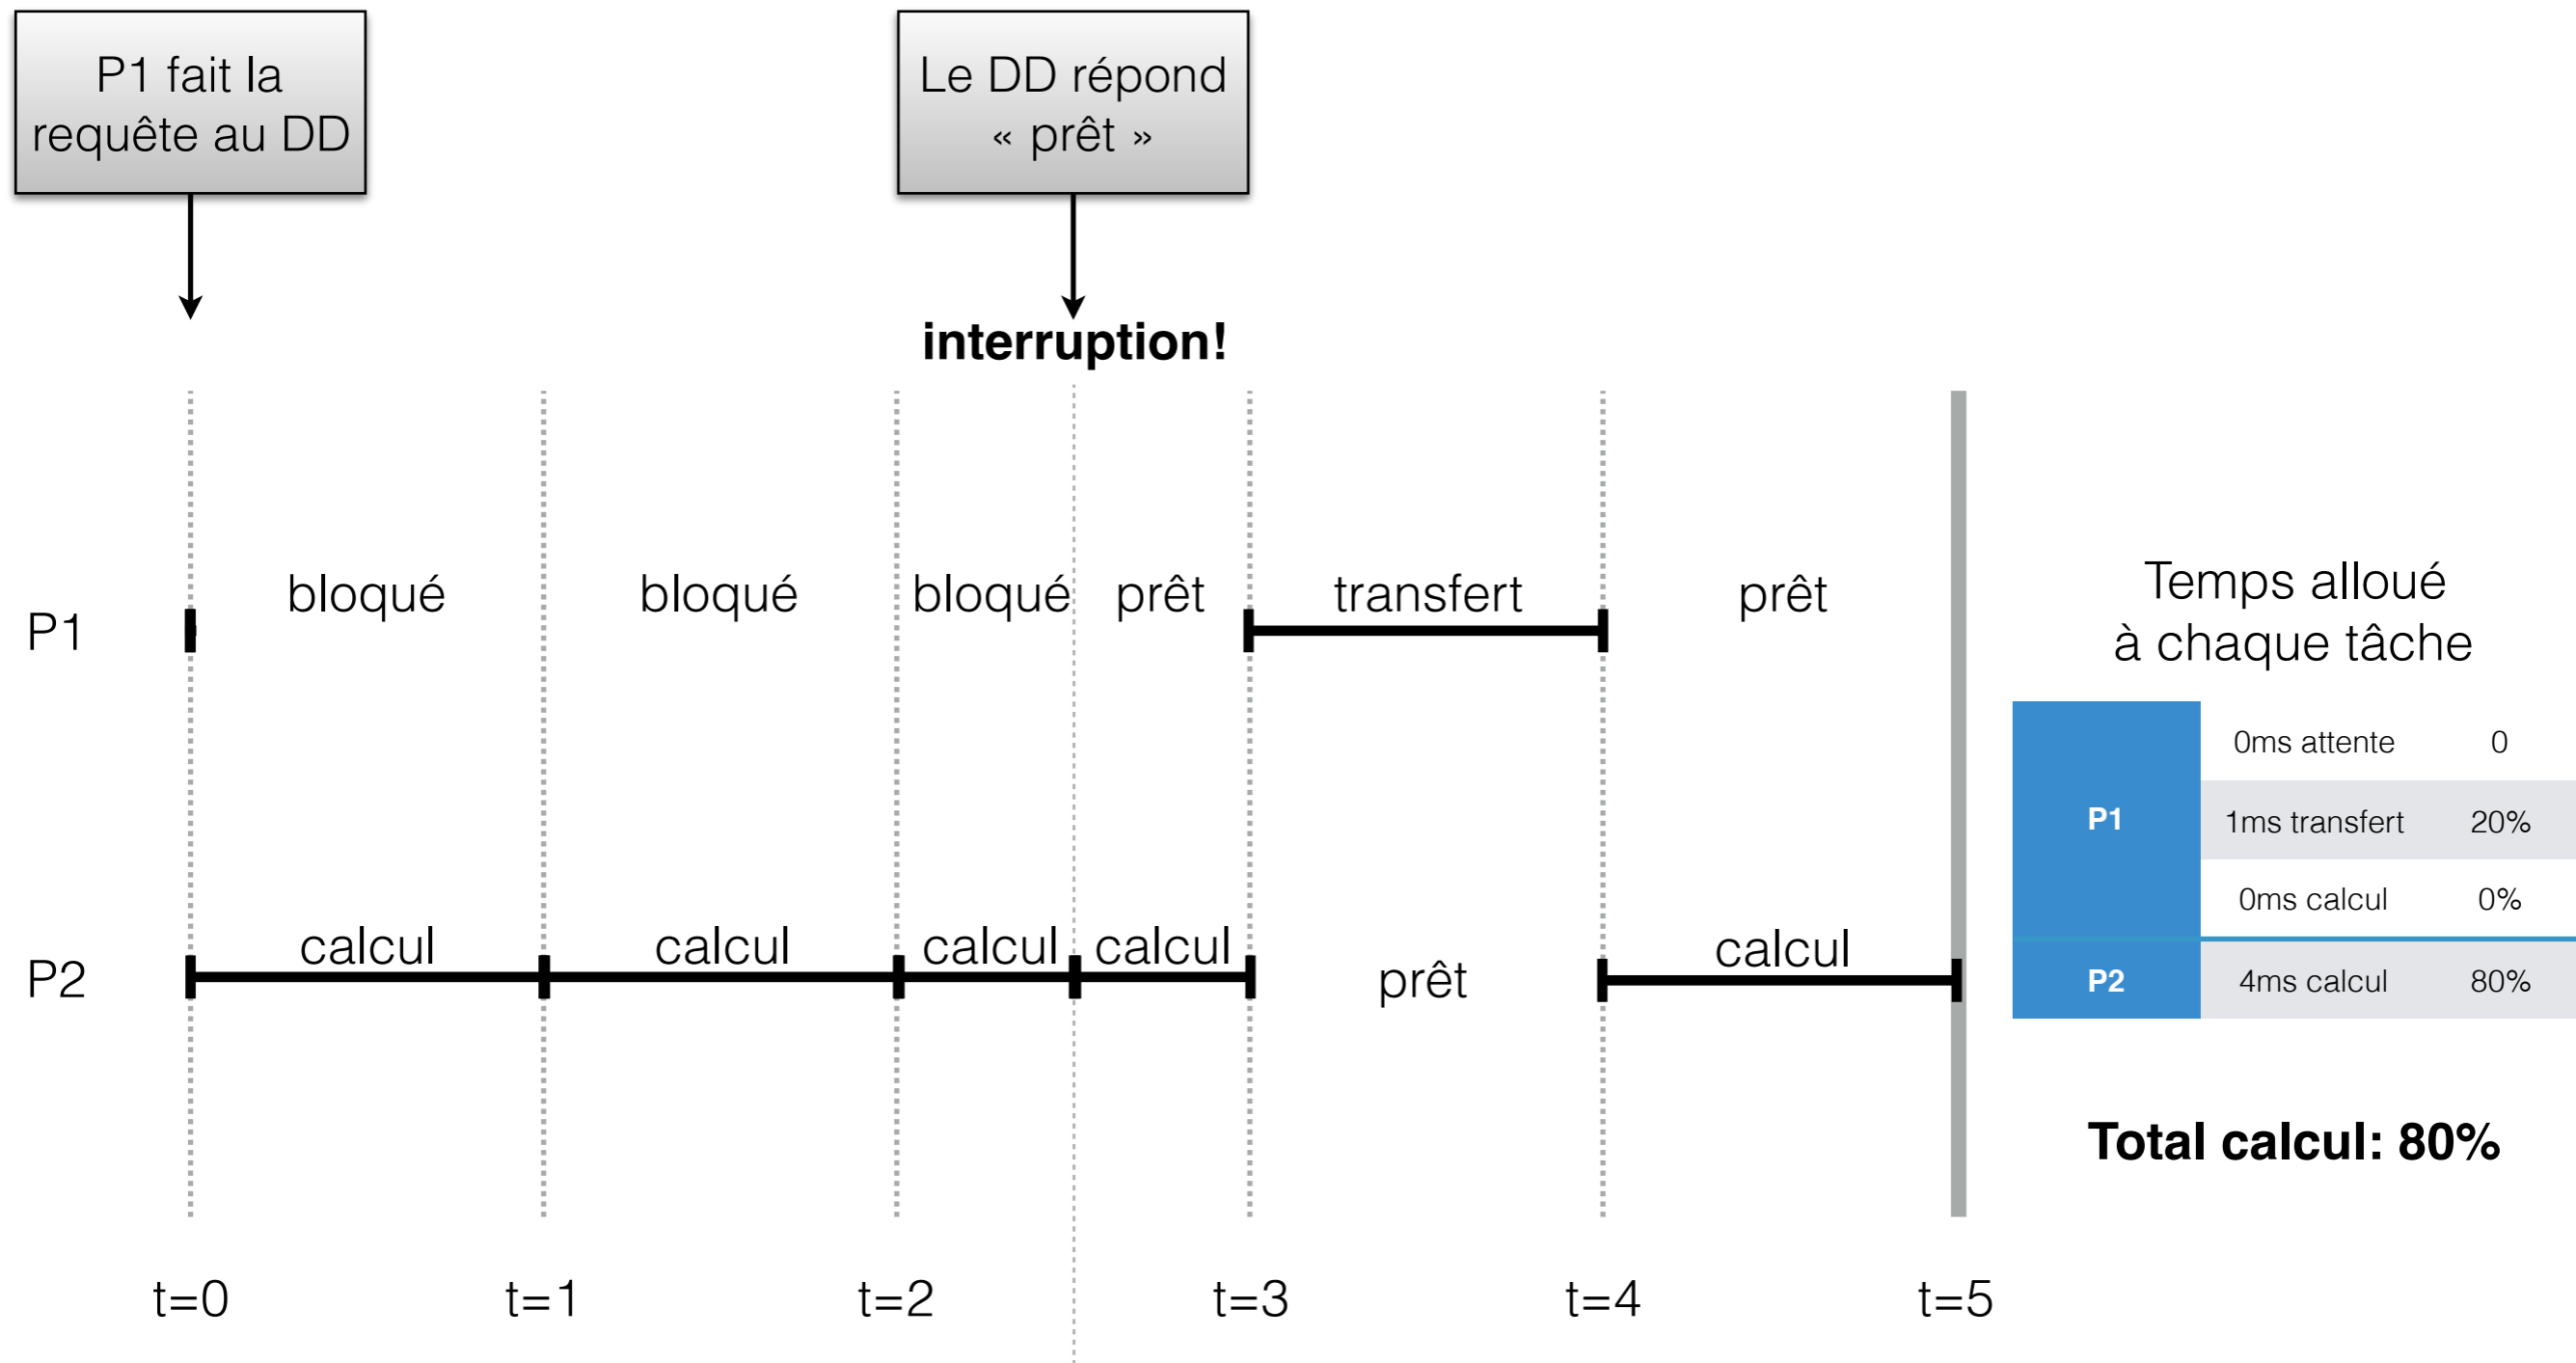 P1 fait la
requête au DD
Le DD répond
« prêt »
interruption!
P1
bloqué
bloqué
bloqué
prêt
transfert
prêt
P2
calcul
calcul
calcul
calcul
prêt
calcul
t=0
t=1
t=2
t=3
t=4
t=5
Temps alloué
à chaque tâche
P1
0ms attente 0
1ms transfert 20%
0ms calcul 0%
P2 4ms calcul 80%
Total calcul: 80%